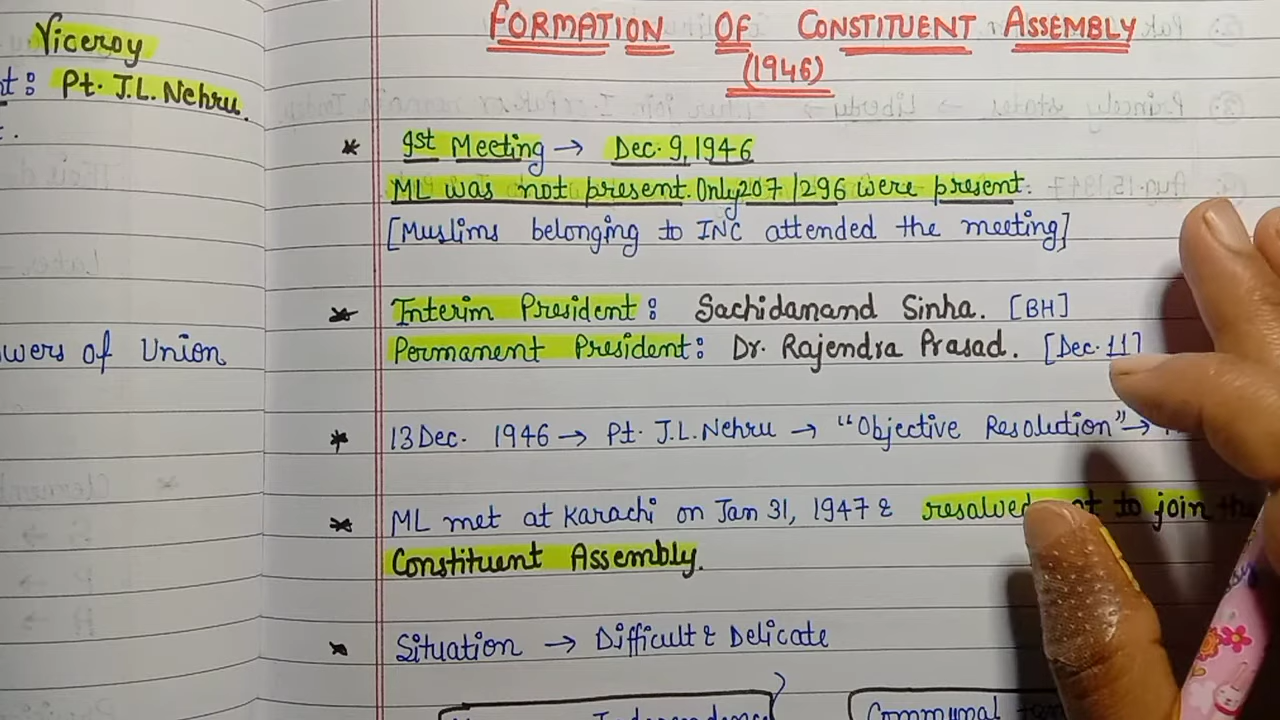 Viceroy
t: Pt. J.L. Nehru.
wers of Union
FORMATION OF CONSTITUENT ASSEMBLY
(1946)
* Ist Meeting → Dec. 9, 1946
ML was not present. Only 207/296 were present.
[Muslims belonging to INC attended the meeting]
* Interim President: Sachidanand Sinha. [BH]
Permanent President: Dr. Rajendra Prasad. [Dec. 11]
* 13 Dec. 1946 → Pt. J.L. Nehru → "Objective Resolution" →
* ML met at Karachi on Jan 31, 1947 & resolved not to join the
Constituent Assembly.
* Situation → Difficult & Delicate
Independence
Communal